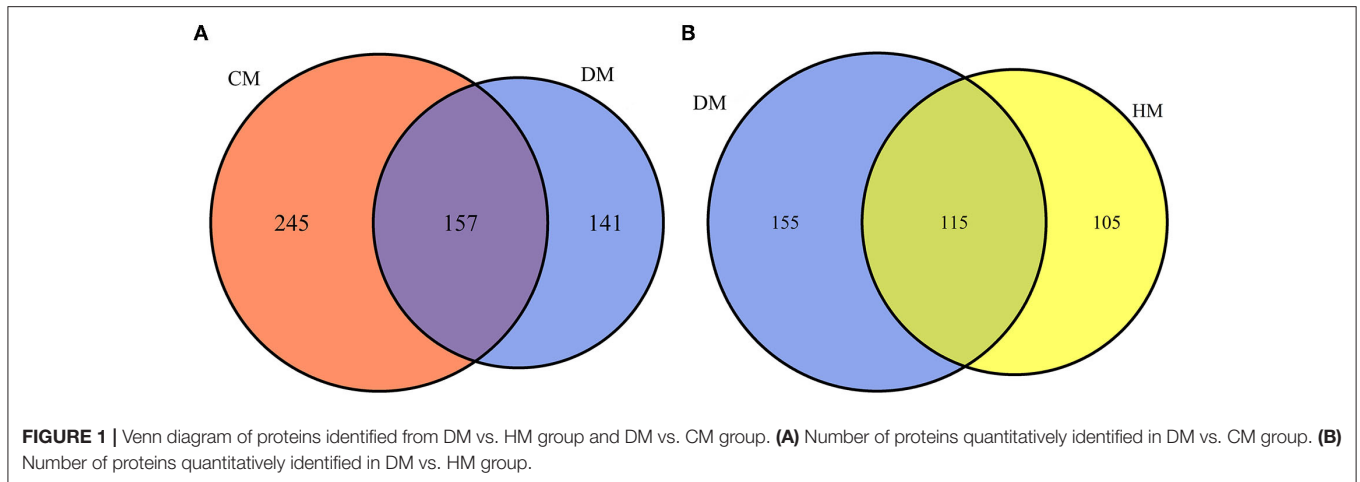 A
B
CM
DM
DM
HM
245
157
141
155
115
105
FIGURE 1 | Venn diagram of proteins identified from DM vs. HM group and DM vs. CM group. (A) Number of proteins quantitatively identified in DM vs. CM group. (B)
Number of proteins quantitatively identified in DM vs. HM group.